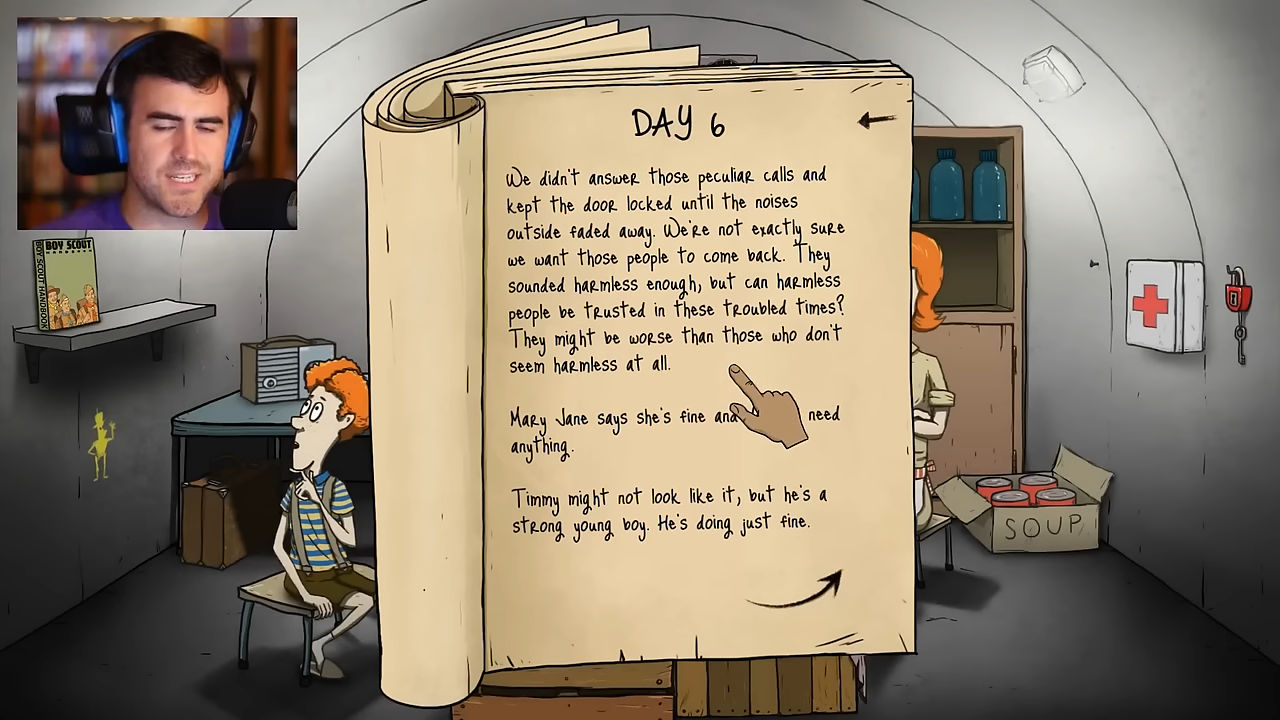 DAY 6
We didn't answer those peculiar calls and
kept the door locked until the noises
outside faded away. We're not exactly sure
we want those people to come back. They
sounded harmless enough, but can harmless
people be trusted in these troubled times?
They might be worse than those who don't
seem harmless at all.
Mary Jane says she's fine and need
anything.
Timmy might not look like it, but he's a
strong young boy. He's doing just fine.
BOY SCOUT
BOY SCOUT HANDBOOK
SOUP